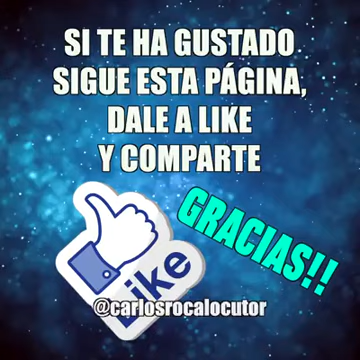 SI TE HA GUSTADO
SIGUE ESTA PÁGINA,
DALE A LIKE
Y COMPARTE
GRACIAS!!
Like
@carlosrocalocutor